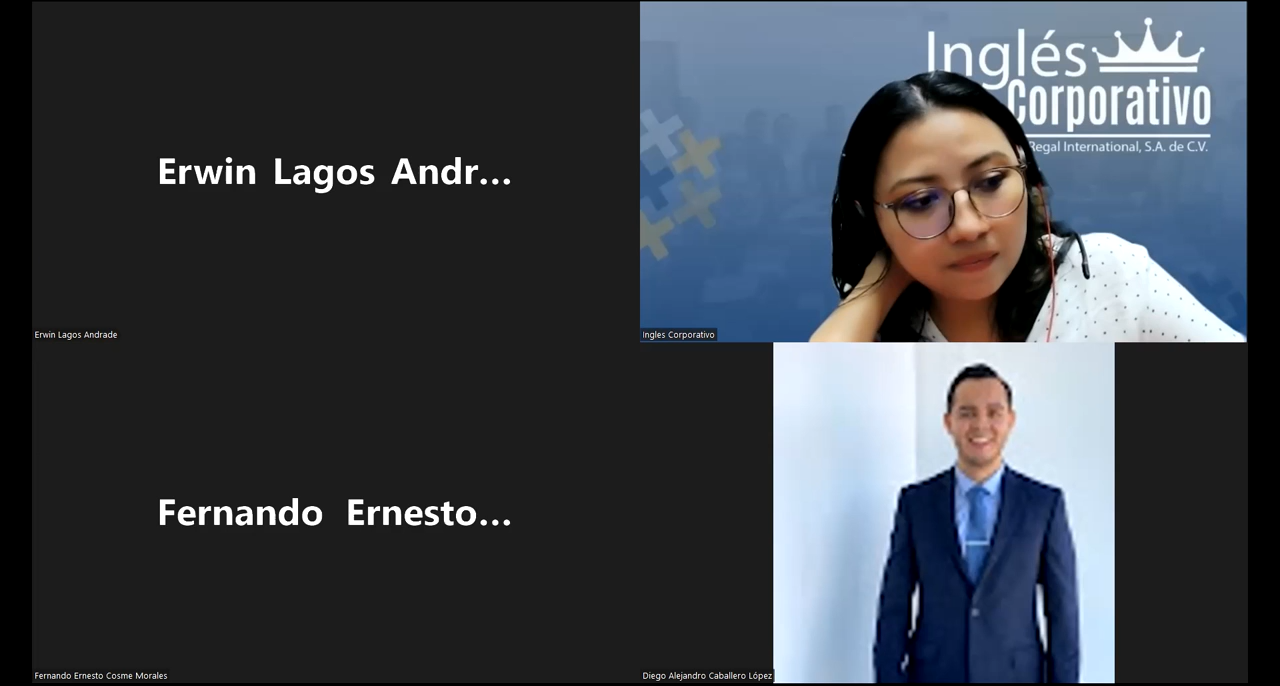 Erwin Lagos Andr...
Erwin Lagos Andrade
Inglés
Corporativo
Regal International, S.A. de C.V.
Ingles Corporativo
Fernando Ernesto...
Fernando Ernesto Cosme Morales
Diego Alejandro Caballero López